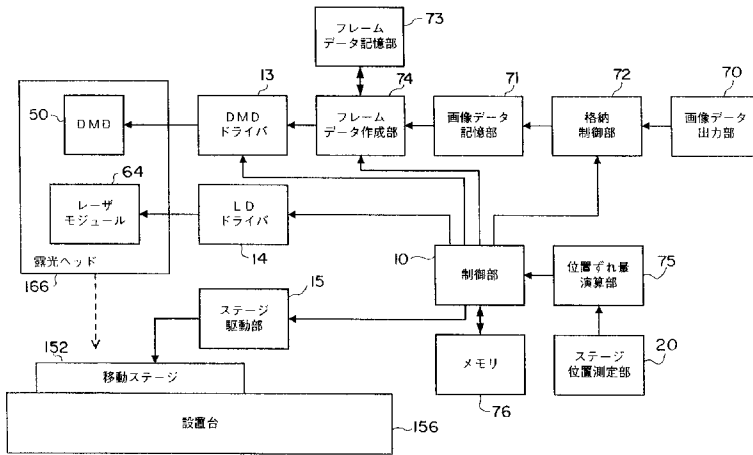 フレーム
データ記憶部
73
13
74
71
72
70
50
DMD
DMD
ドライバ
フレーム
データ作成部
画像データ
記憶部
格納
制御部
画像データ
出力部
64
レーザ
モジュール
LD
ドライバ
14
露光ヘッド
166
10
制御部
位置ずれ量
演算部
75
15
ステージ
駆動部
メモリ
76
ステージ
位置測定部
20
152
移動ステージ
設置台
156